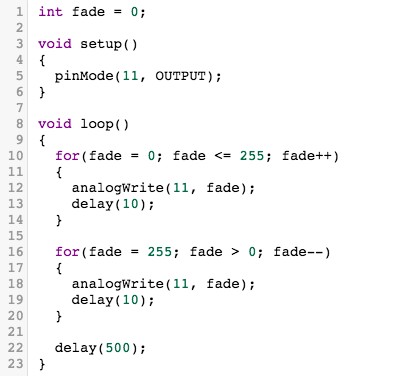 1 int fade = 0;
2
3 void setup()
4 {
5   pinMode(11, OUTPUT);
6 }
7
8 void loop()
9 {
10   for(fade = 0; fade <= 255; fade++)
11   {
12     analogWrite(11, fade);
13     delay(10);
14   }
15
16   for(fade = 255; fade > 0; fade--)
17   {
18     analogWrite(11, fade);
19     delay(10);
20   }
21
22   delay(500);
23 }